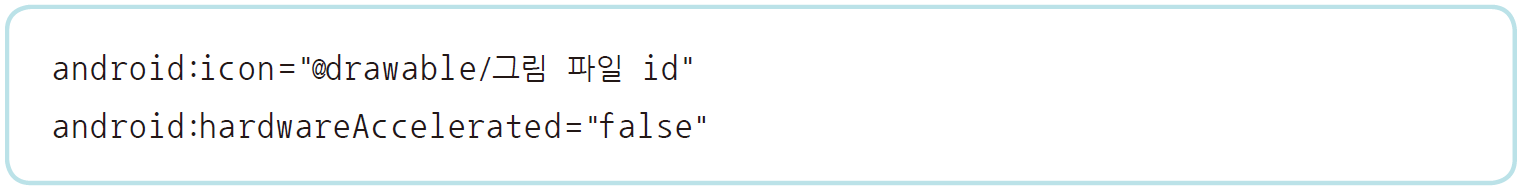 android:icon="@drawable/그림 파일 id"
android:hardwareAccelerated="false"